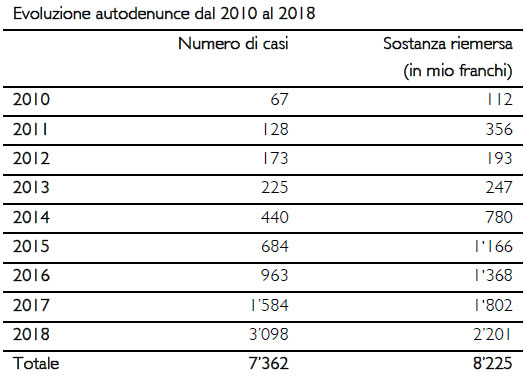 Evoluzione autodenunce dal 2010 al 2018
Numero di casi Sostanza riemersa
(in mio franchi)
2010 67 112
2011 128 356
2012 173 193
2013 225 247
2014 440 780
2015 684 1'166
2016 963 1'368
2017 1'584 1'802
2018 3'098 2'201
Totale 7'362 8'225